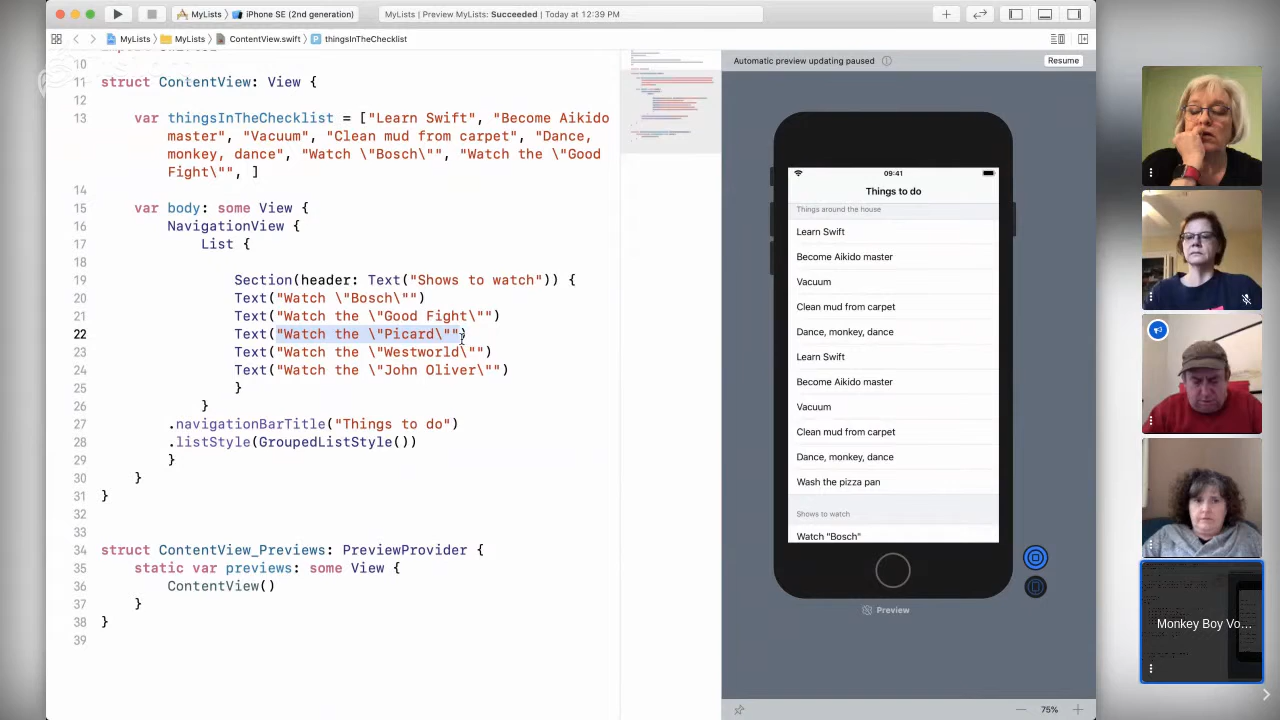 MyLists
iPhone SE (2nd generation)
MyLists | Preview MyLists: Succeeded | Today at 12:39 PM
MyLists
MyLists
ContentView.swift
thingsInTheChecklist
10
11 struct ContentView: View {
12
13 var thingsInTheChecklist = ["Learn Swift", "Become Aikido
master", "Vacuum", "Clean mud from carpet", "Dance,
monkey, dance", "Watch \"Bosch\"", "Watch the \"Good
Fight\"", ]
14
15 var body: some View {
16 NavigationView {
17 List {
18
19 Section(header: Text("Shows to watch")) {
20 Text("Watch \"Bosch\"")
21 Text("Watch the \"Good Fight\"")
22 Text("Watch the \"Picard\"")
23 Text("Watch the \"Westworld\"")
24 Text("Watch the \"John Oliver\"")
25 }
26 }
27 .navigationBarTitle("Things to do")
28 .listStyle(GroupedListStyle())
29 }
30 }
31 }
32
33
34 struct ContentView_Previews: PreviewProvider {
35 static var previews: some View {
36 ContentView()
37 }
38 }
39
Automatic preview updating paused
Resume
09:41
Things to do
Things around the house
Learn Swift
Become Aikido master
Vacuum
Clean mud from carpet
Dance, monkey, dance
Learn Swift
Become Aikido master
Vacuum
Clean mud from carpet
Dance, monkey, dance
Wash the pizza pan
Shows to watch
Watch "Bosch"
Preview
75%
Monkey Boy Vo...